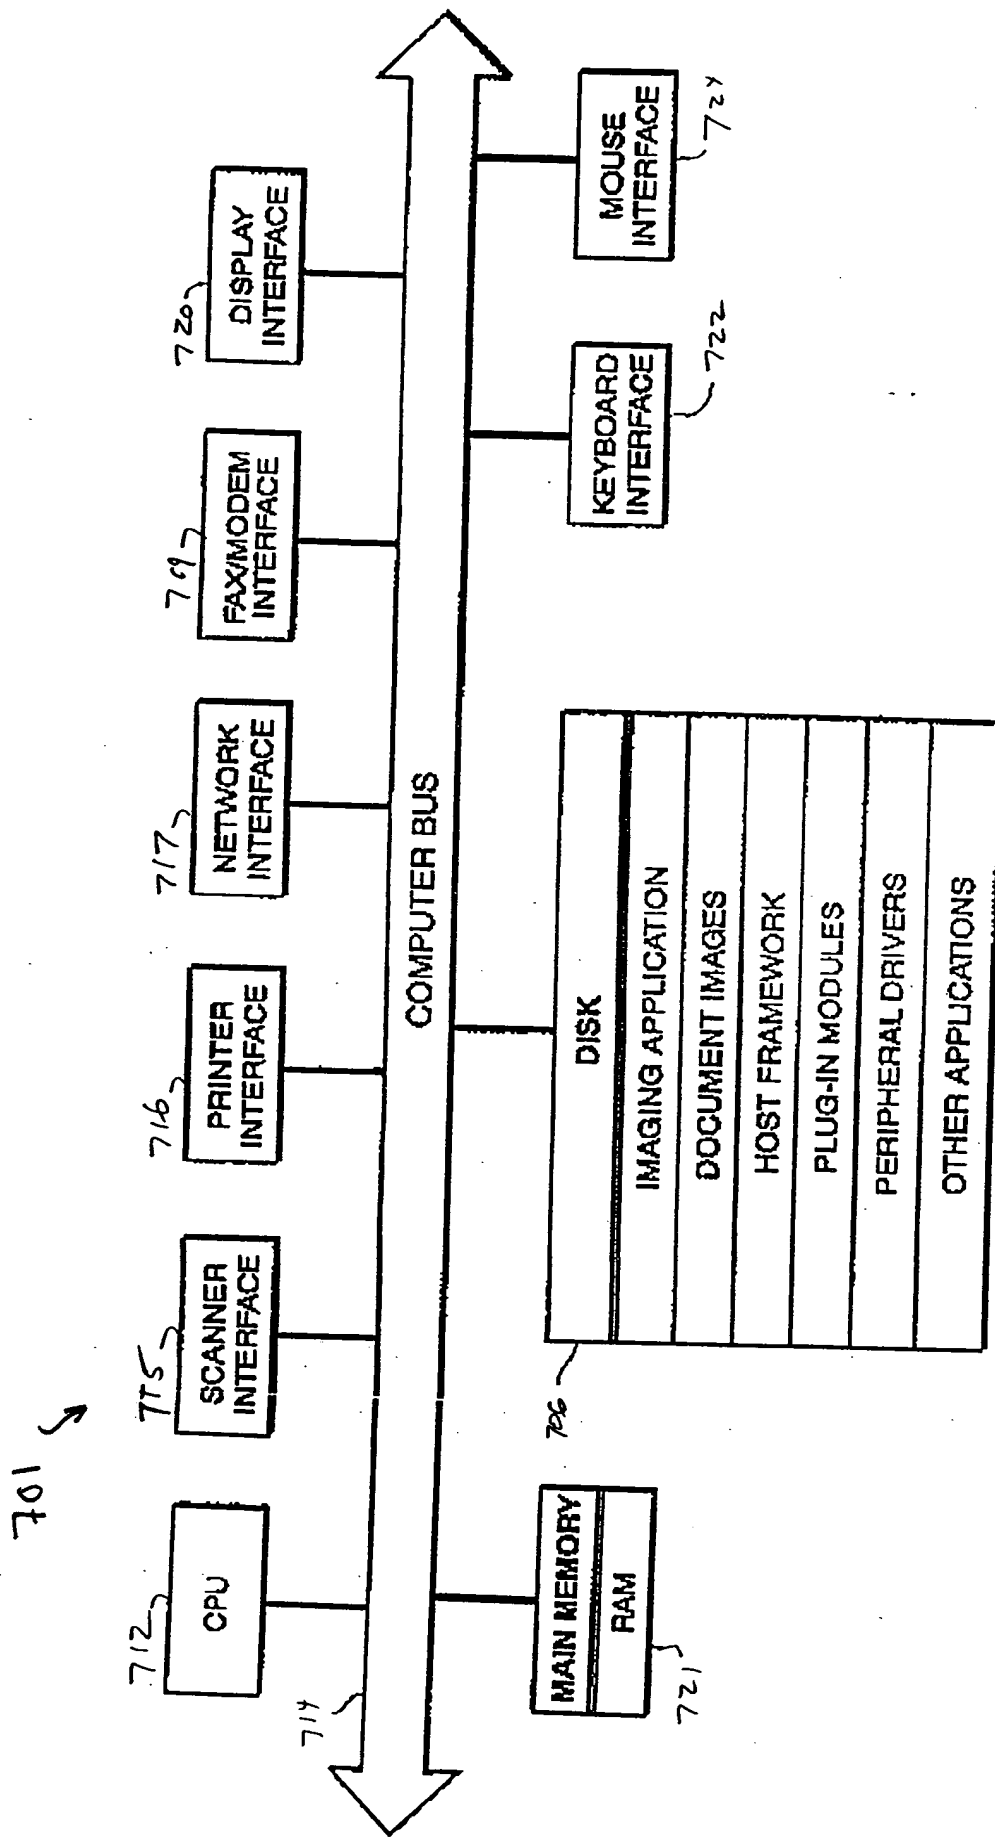 701
712
CPU
715
SCANNER
INTERFACE
716
PRINTER
INTERFACE
717
NETWORK
INTERFACE
719
FAX/MODEM
INTERFACE
720
DISPLAY
INTERFACE
714
COMPUTER BUS
MAIN MEMORY
RAM
721
706
DISK
IMAGING APPLICATION
DOCUMENT IMAGES
HOST FRAMEWORK
PLUG-IN MODULES
PERIPHERAL DRIVERS
OTHER APPLICATIONS
KEYBOARD
INTERFACE
722
MOUSE
INTERFACE
724